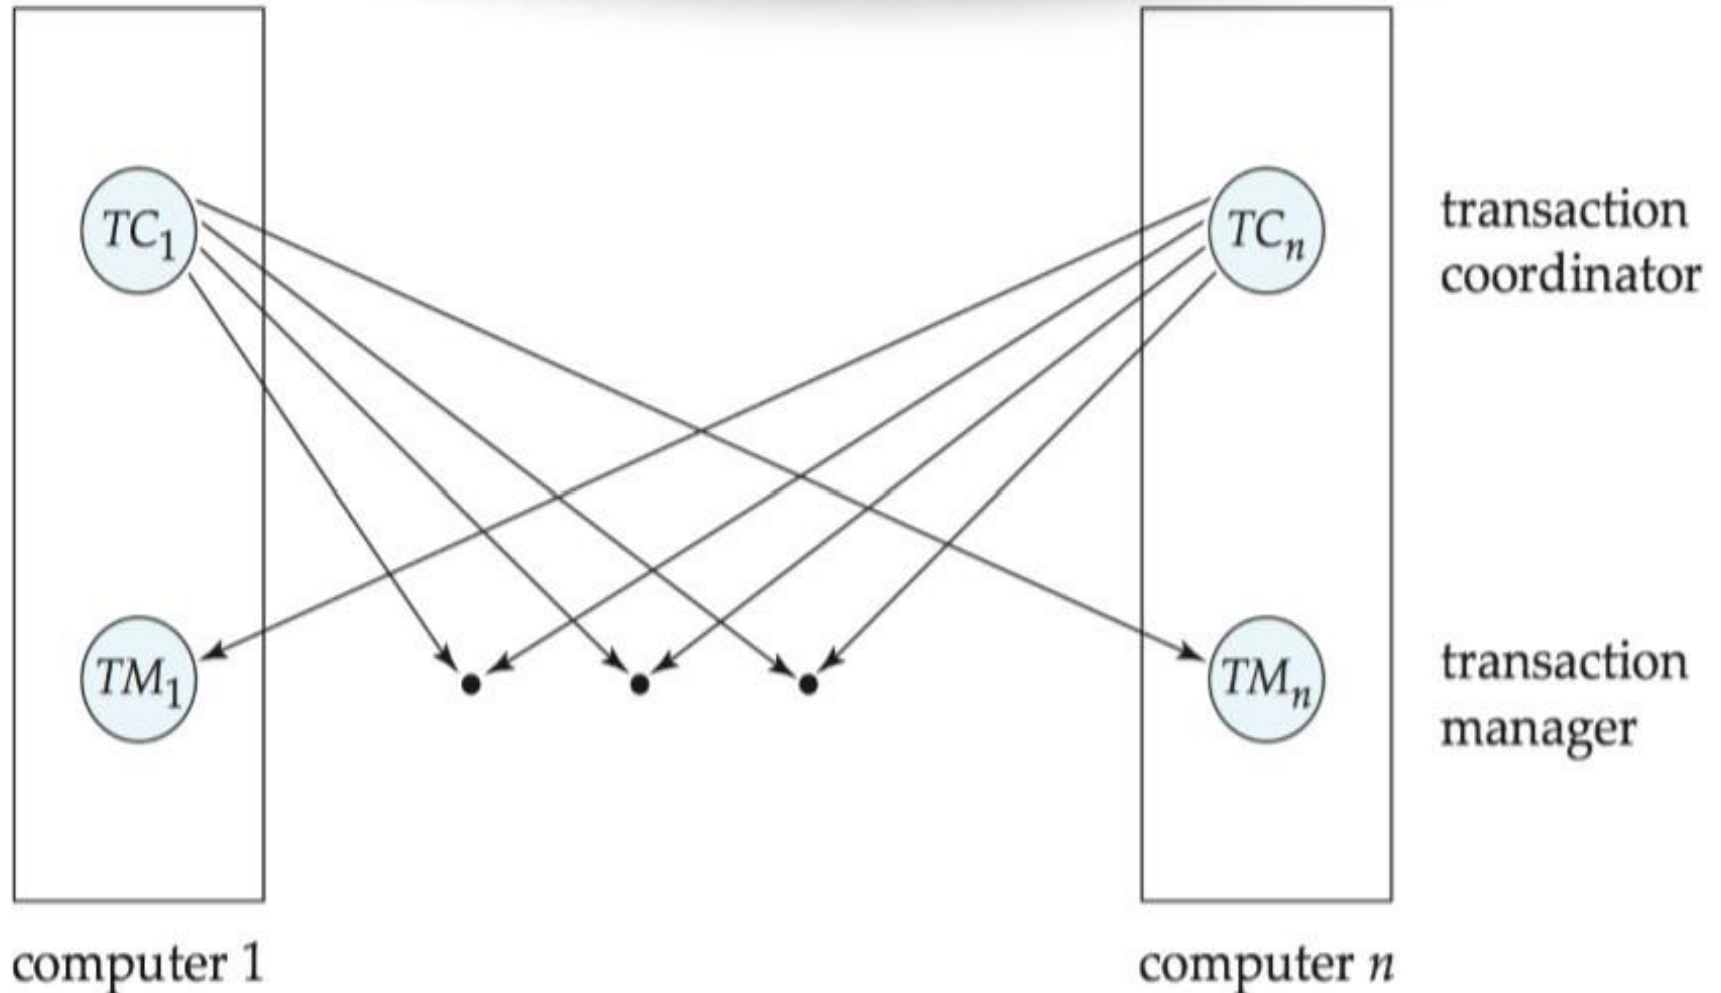 TC₁
TCₙ
transaction
coordinator
TM₁
TMₙ
transaction
manager
computer 1
computer n